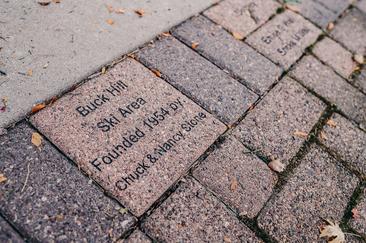 Buck Hill
Ski Area
Founded 1954 by
Chuck & Nancy Stone